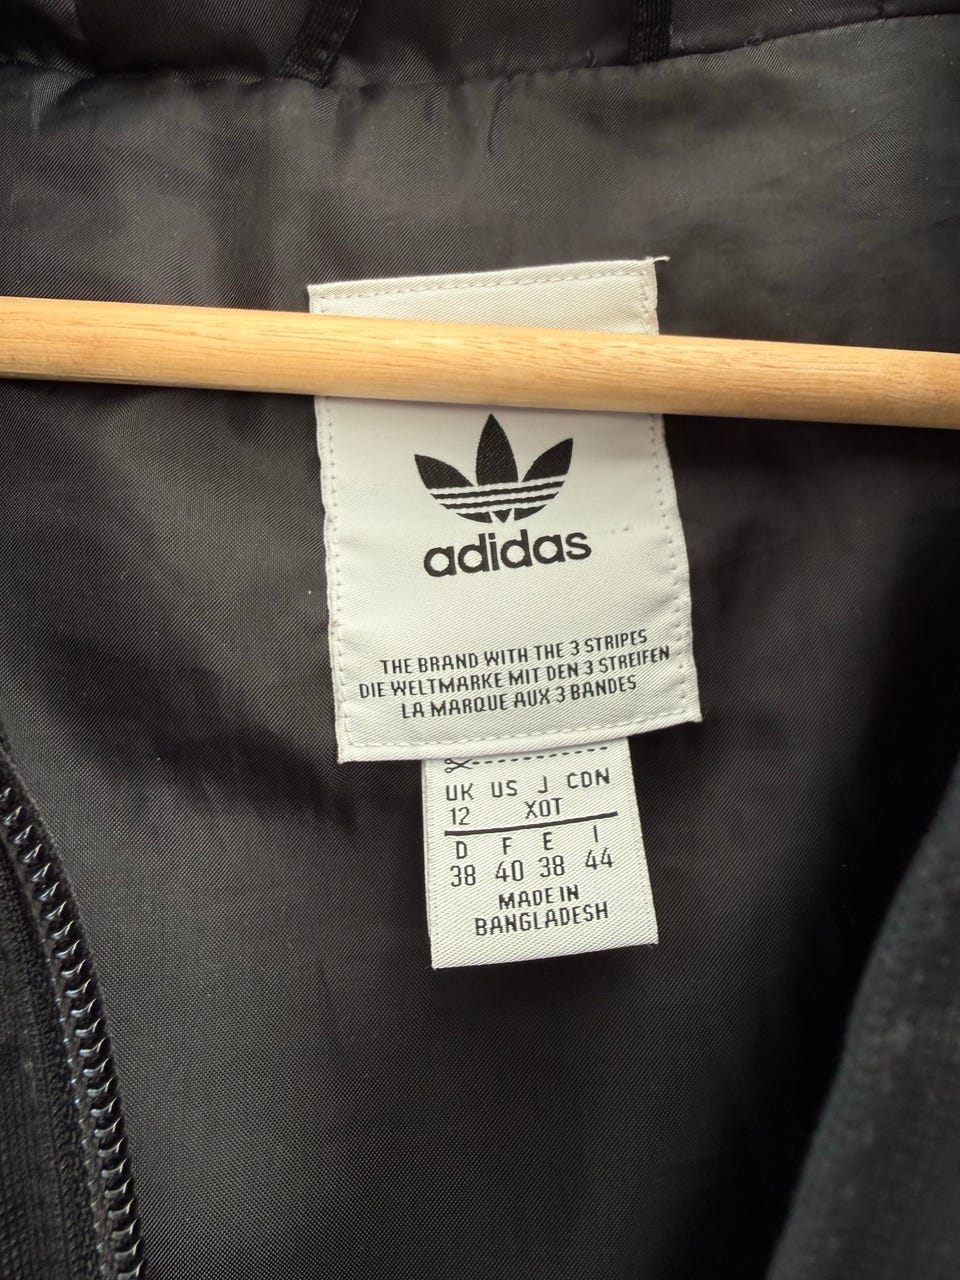 adidas
THE BRAND WITH THE 3 STRIPES
DIE WELTMARKE MIT DEN 3 STREIFEN
LA MARQUE AUX 3 BANDES
UK US J CDN
12 XOT
D F E I
38 40 38 44
MADE IN
BANGLADESH